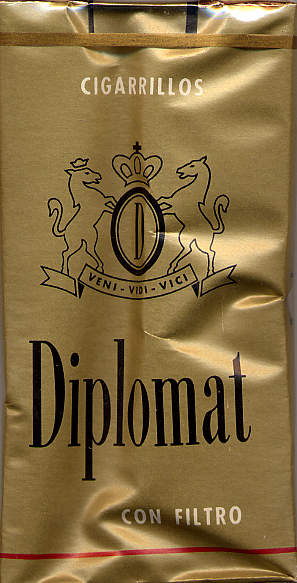 CIGARRILLOS
D
VENI - VIDI - VICI
Diplomat
CON FILTRO